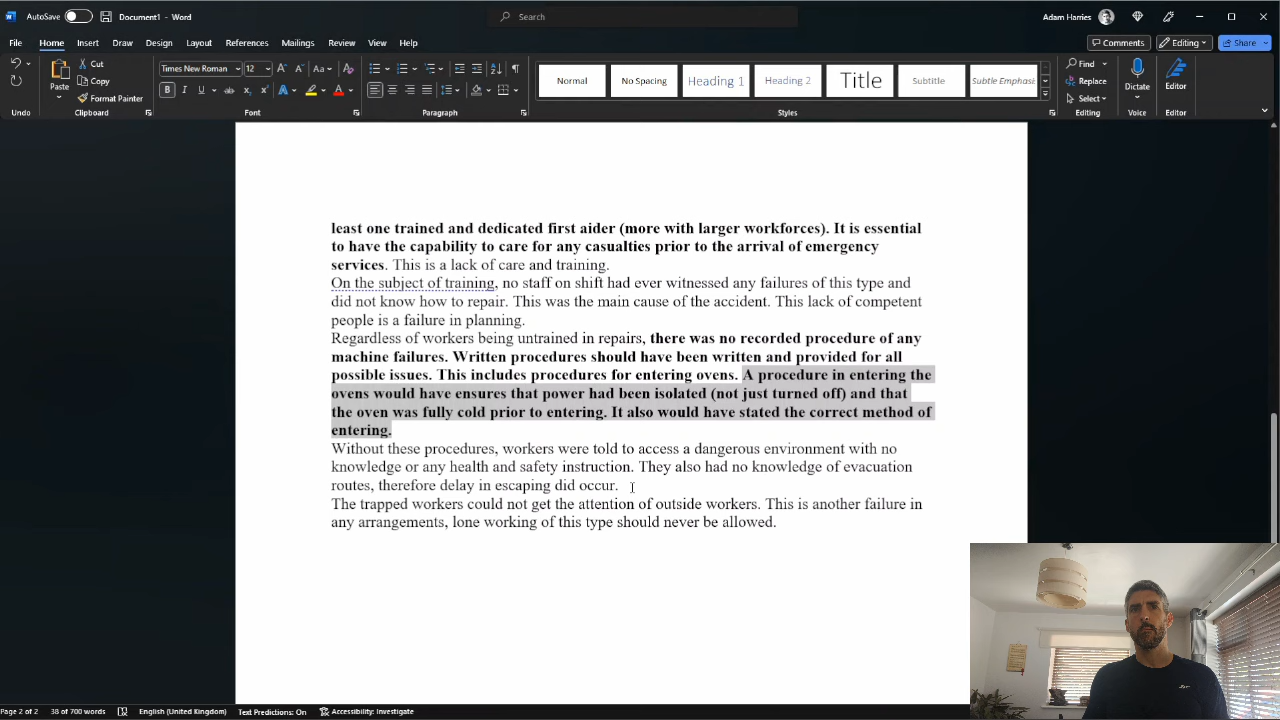 AutoSave
Document1 - Word
Search
Adam Harries
File Home Insert Draw Design Layout References Mailings Review View Help
Comments Editing Share
Paste
Cut
Copy
Format Painter
Times New Roman 12
Normal No Spacing Heading 1 Heading 2 Title Subtitle Subtle Emphasis
Find
Replace
Select
Dictate
Editor
Undo Clipboard Font Paragraph Styles Editing Voice Editor
least one trained and dedicated first aider (more with larger workforces). It is essential
to have the capability to care for any casualties prior to the arrival of emergency
services. This is a lack of care and training.
On the subject of training, no staff on shift had ever witnessed any failures of this type and
did not know how to repair. This was the main cause of the accident. This lack of competent
people is a failure in planning.
Regardless of workers being untrained in repairs, there was no recorded procedure of any
machine failures. Written procedures should have been written and provided for all
possible issues. This includes procedures for entering ovens. A procedure in entering the
ovens would have ensures that power had been isolated (not just turned off) and that
the oven was fully cold prior to entering. It also would have stated the correct method of
entering.
Without these procedures, workers were told to access a dangerous environment with no
knowledge or any health and safety instruction. They also had no knowledge of evacuation
routes, therefore delay in escaping did occur.
The trapped workers could not get the attention of outside workers. This is another failure in
any arrangements, lone working of this type should never be allowed.
Page 2 of 2 38 of 700 words English (United Kingdom) Text Predictions: On Accessibility: Investigate